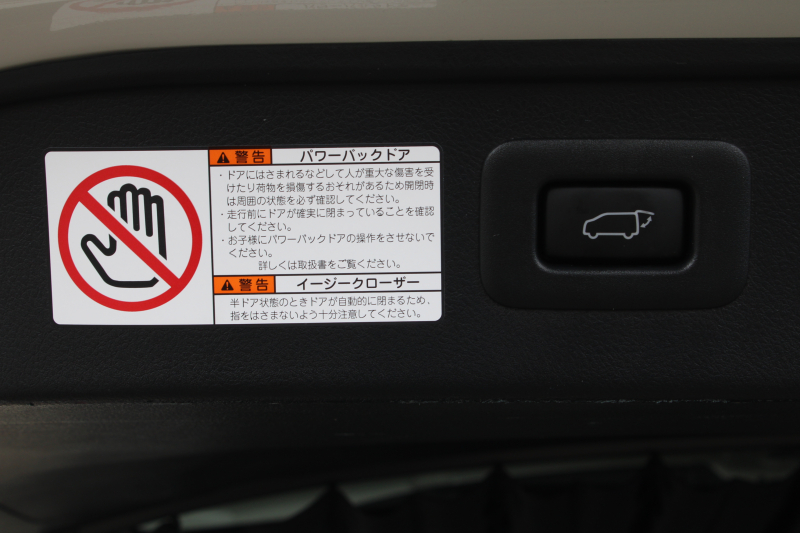 警告 パワーバックドア
・ドアにはさまれるなどして人が重大な傷害を受
けたり荷物を損傷するおそれがあるため開閉時
は周囲の状態を必ず確認してください。
・走行前にドアが確実に閉まっていることを確認
してください。
・お子様にパワーバックドアの操作をさせないで
ください。
詳しくは取扱書をご覧ください。
警告 イージークローザー
半ドア状態のときドアが自動的に閉まるため、
指をはさまないよう十分注意してください。